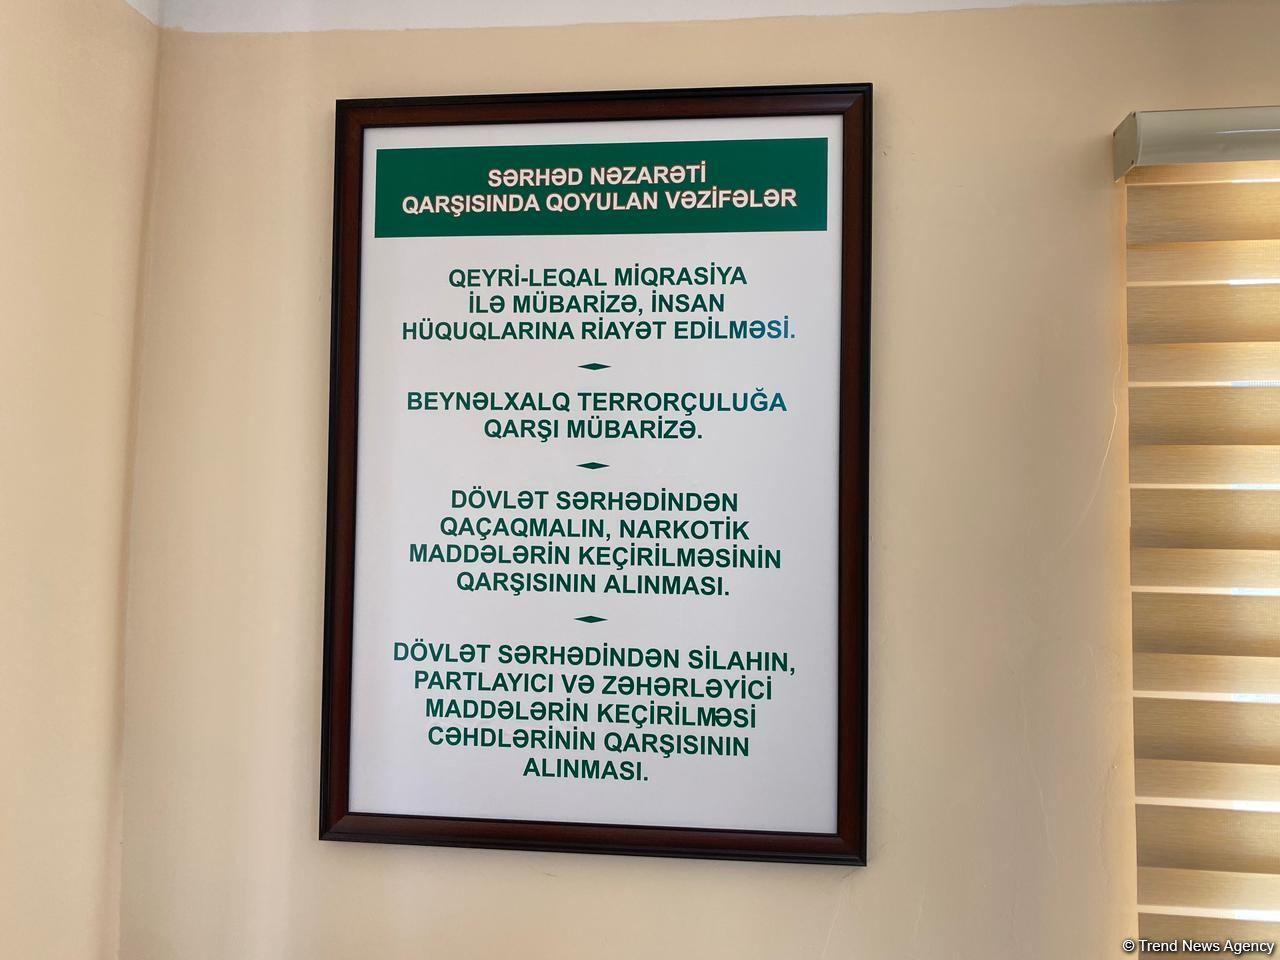 SƏRHƏD NƏZARƏTİ
QARŞISINDA QOYULAN VƏZİFƏLƏR
QEYRİ-LEQAL MİQRASİYA
İLƏ MÜBARİZƏ, İNSAN
HÜQUQLARINA RİAYƏT EDİLMƏSİ.
BEYNƏLXALQ TERRORÇULUĞA
QARŞI MÜBARİZƏ.
DÖVLƏT SƏRHƏDİNDƏN
QAÇAQMALIN, NARKOTİK
MADDƏLƏRİN KEÇİRİLMƏSİNİN
QARŞISININ ALINMASI.
DÖVLƏT SƏRHƏDİNDƏN SİLAHIN,
PARTLAYICI VƏ ZƏHƏRLƏYİCİ
MADDƏLƏRİN KEÇİRİLMƏSİ
CƏHDLƏRİNİN QARŞISININ
ALINMASI.
© Trend News Agency